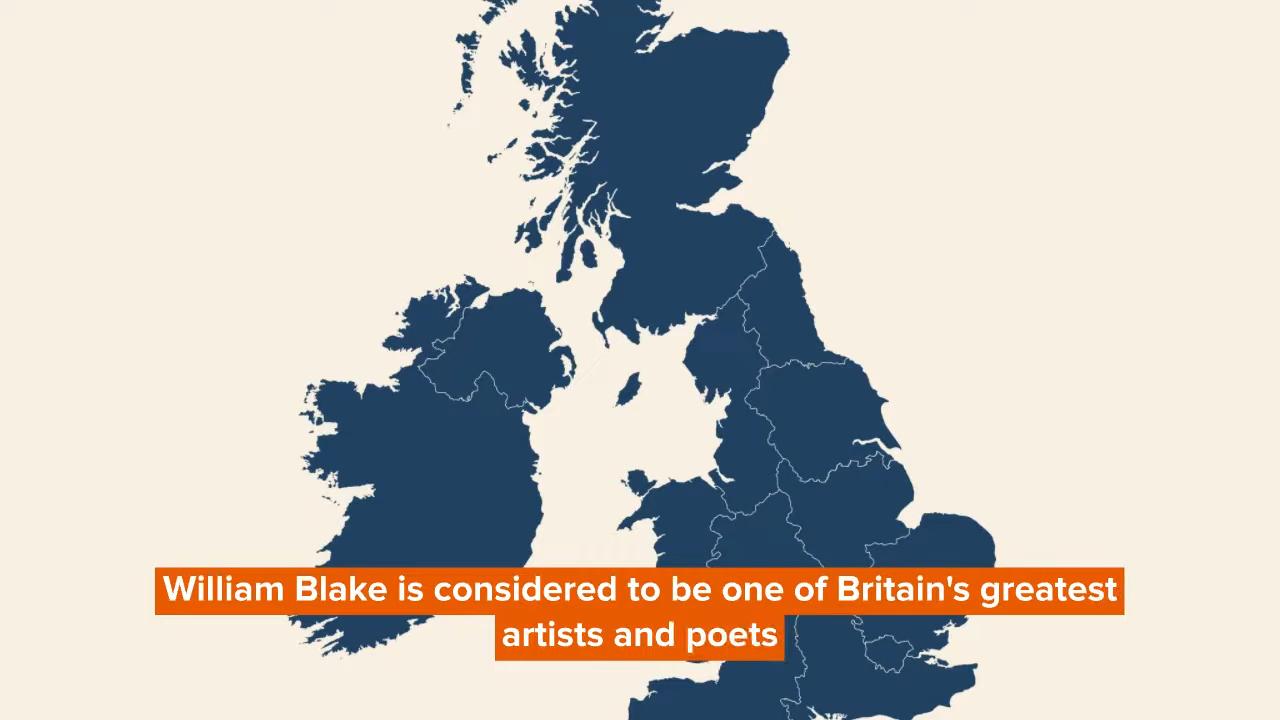 William Blake is considered to be one of Britain's greatest
artists and poets